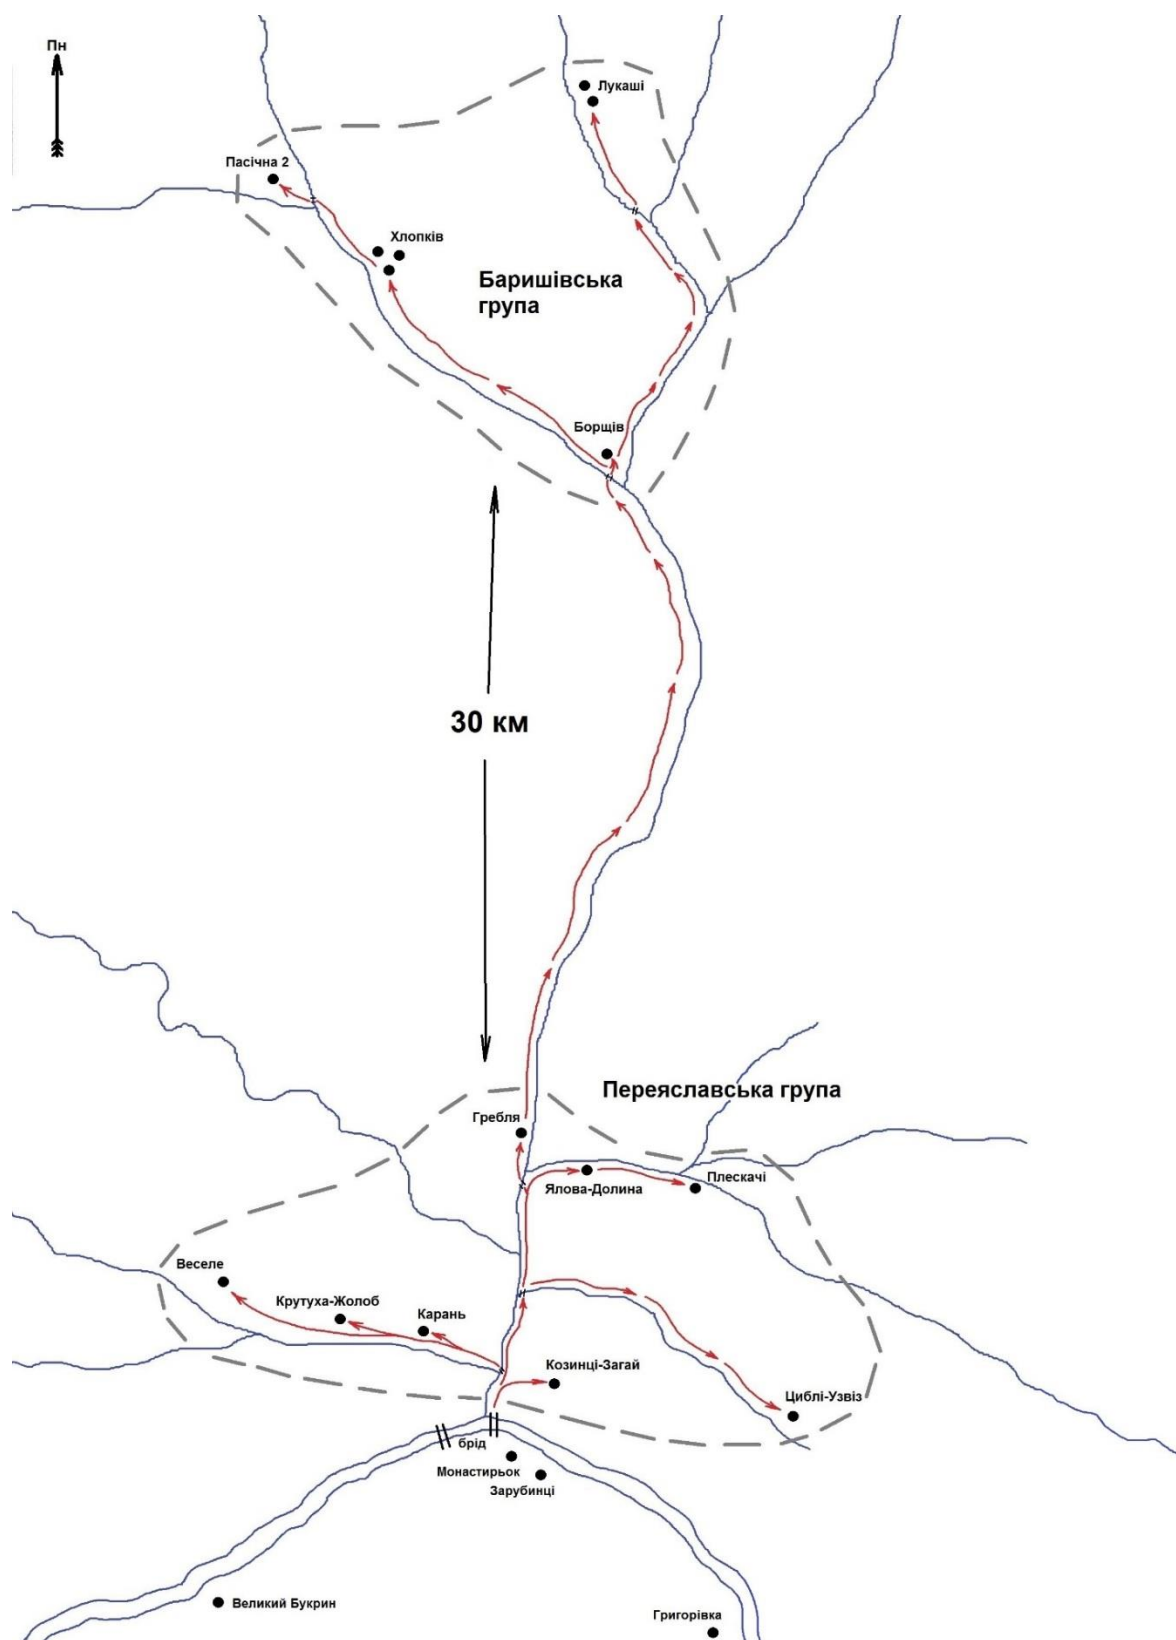 Пн
Лукаші
Пасічна 2
Хлопків
Баришівська
група
Борщів
30 км
Переяславська група
Гребля
Ялова-Долина
Плескачі
Веселе
Крутуха-Жолоб
Карань
Козинці-Загай
Циблі-Узвіз
брід
Монастирьок
Зарубинці
Великий Букрин
Григорівка